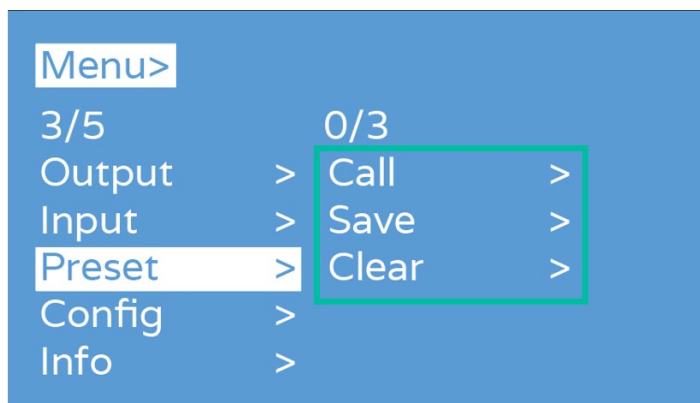 Menu>
3/5 0/3
Output > Call >
Input > Save >
Preset > Clear >
Config >
Info >